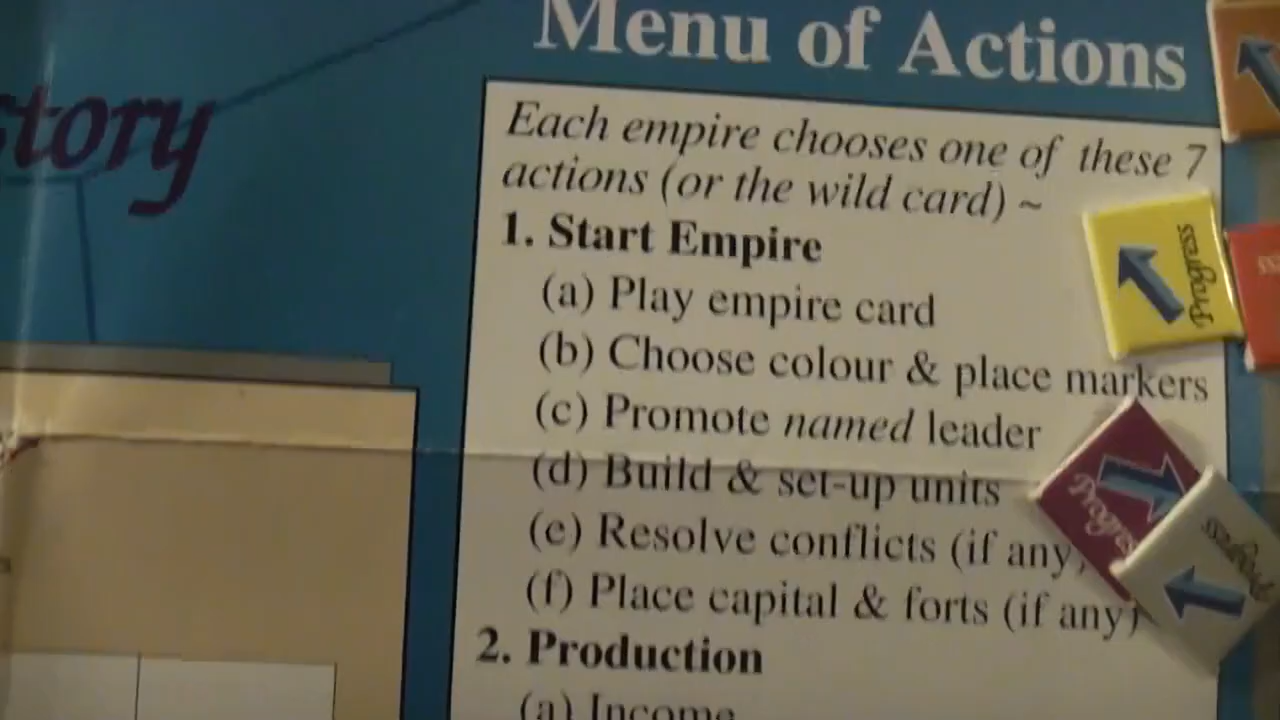 Menu of Actions
story
Each empire chooses one of these 7
actions (or the wild card) ~
1. Start Empire
(a) Play empire card
(b) Choose colour & place markers
(c) Promote named leader
(d) Build & set-up units
(e) Resolve conflicts (if any)
(f) Place capital & forts (if any)
2. Production
(a) Income
Progress
Progress
Progress